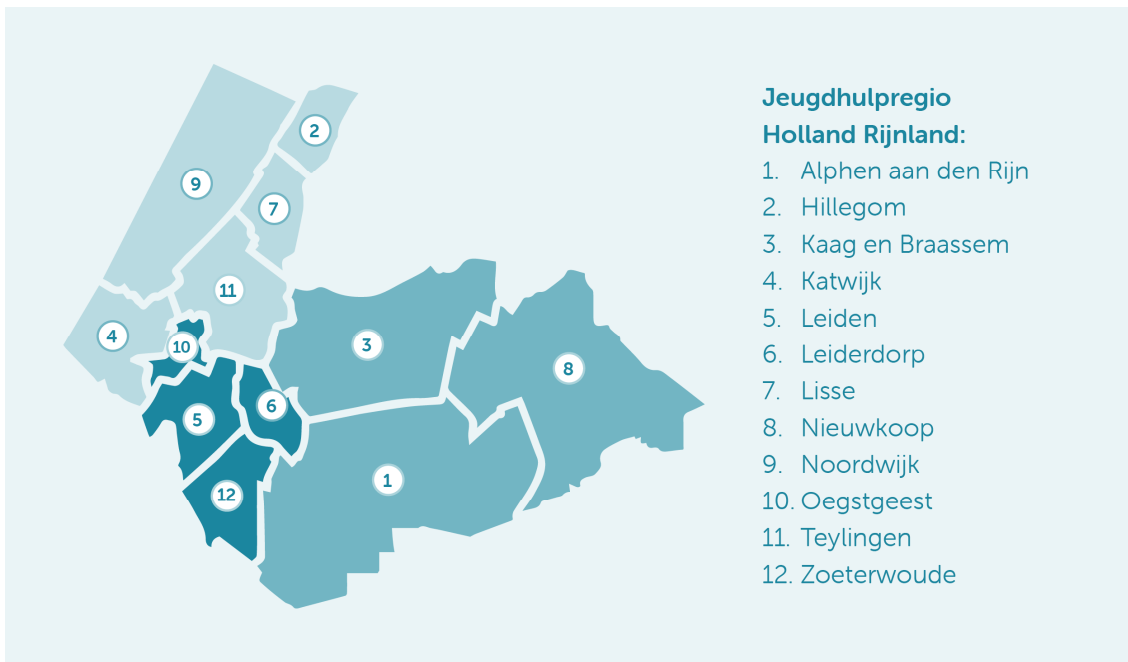 2
9
7
11
4
10
3
8
6
5
1
12
Jeugdhulpregio
Holland Rijnland:
1. Alphen aan den Rijn
2. Hillegom
3. Kaag en Braassem
4. Katwijk
5. Leiden
6. Leiderdorp
7. Lisse
8. Nieuwkoop
9. Noordwijk
10. Oegstgeest
11. Teylingen
12. Zoeterwoude